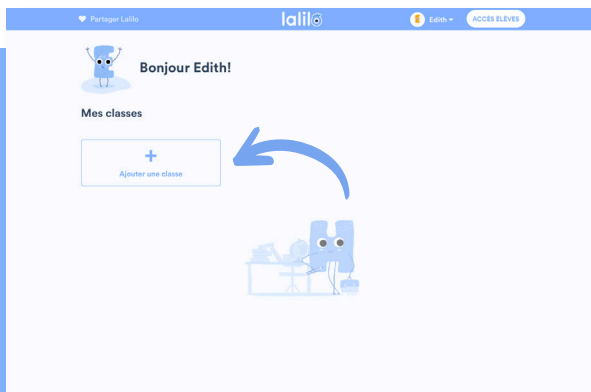 Partager Lalilo
lalilo
Edith
ACCÈS ÉLÈVES
Bonjour Edith!
Mes classes
+
Ajouter une classe